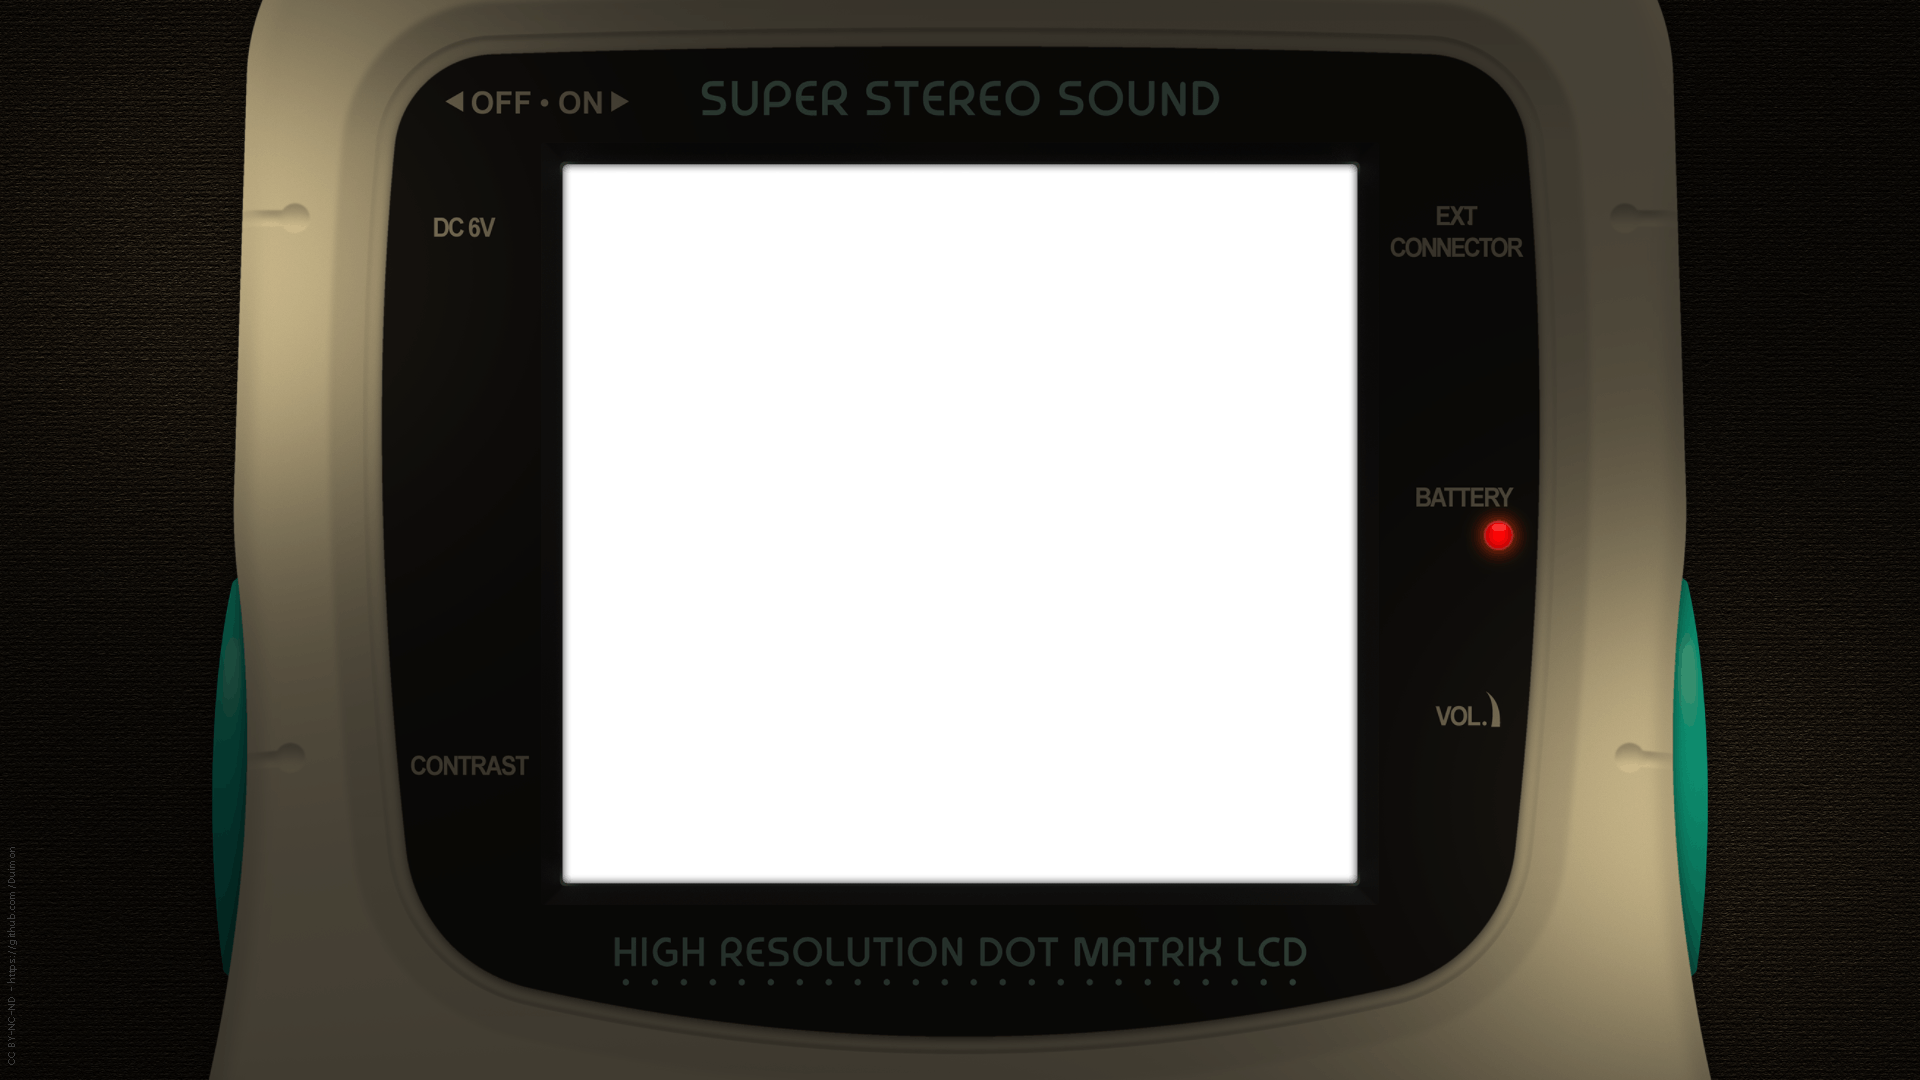 ◀ OFF • ON ▶
SUPER STEREO SOUND
DC 6V
EXT
CONNECTOR
BATTERY
VOL.
CONTRAST
HIGH RESOLUTION DOT MATRIX LCD
CC BY-NC-ND - https://github.com/Duimon